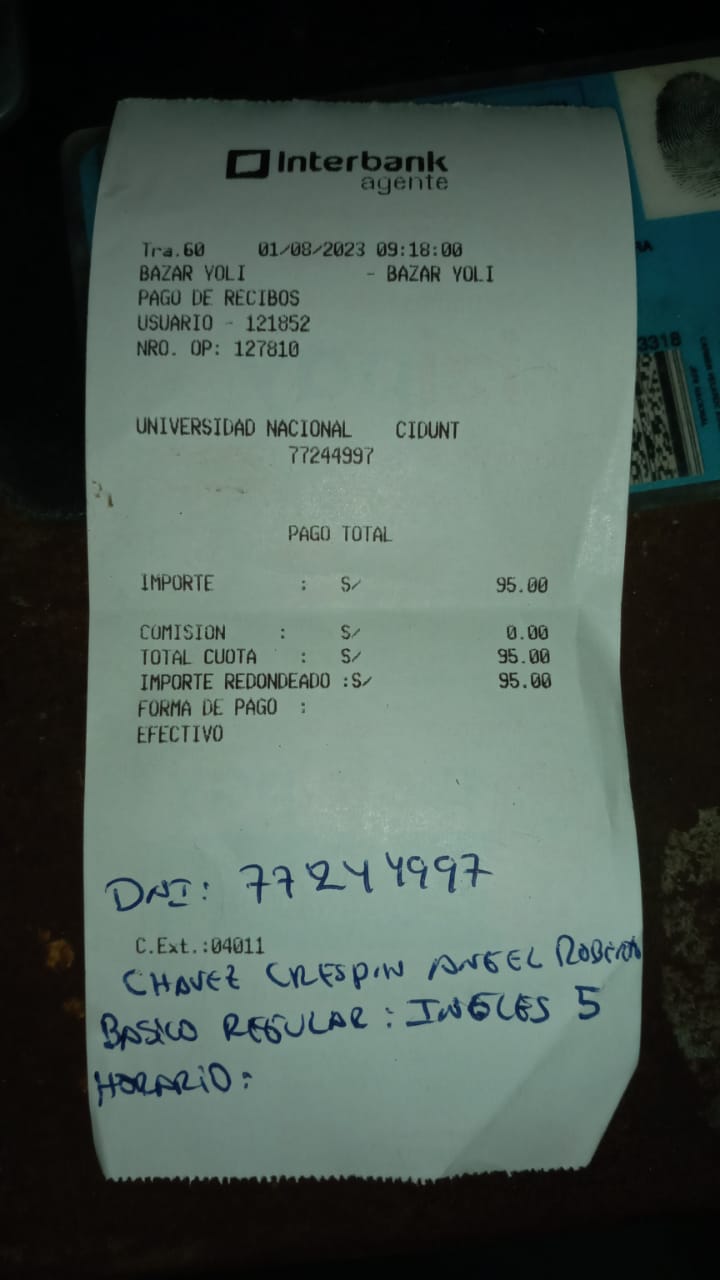 Interbank
agente
Tra.60 01/08/2023 09:18:00
BAZAR YOLI - BAZAR YOLI
PAGO DE RECIBOS
USUARIO - 121852
NRO. OP: 127810
UNIVERSIDAD NACIONAL CIDUNT
77244997
PAGO TOTAL
IMPORTE : S/ 95.00
COMISION : S/ 0.00
TOTAL CUOTA : S/ 95.00
IMPORTE REDONDEADO :S/ 95.00
FORMA DE PAGO :
EFECTIVO
DNI: 77244997
C.Ext.:04011
CHAVEZ CRESPIN ANGEL ROBERTO
BASICO REGULAR: INGLES 5
HORARIO:
3318